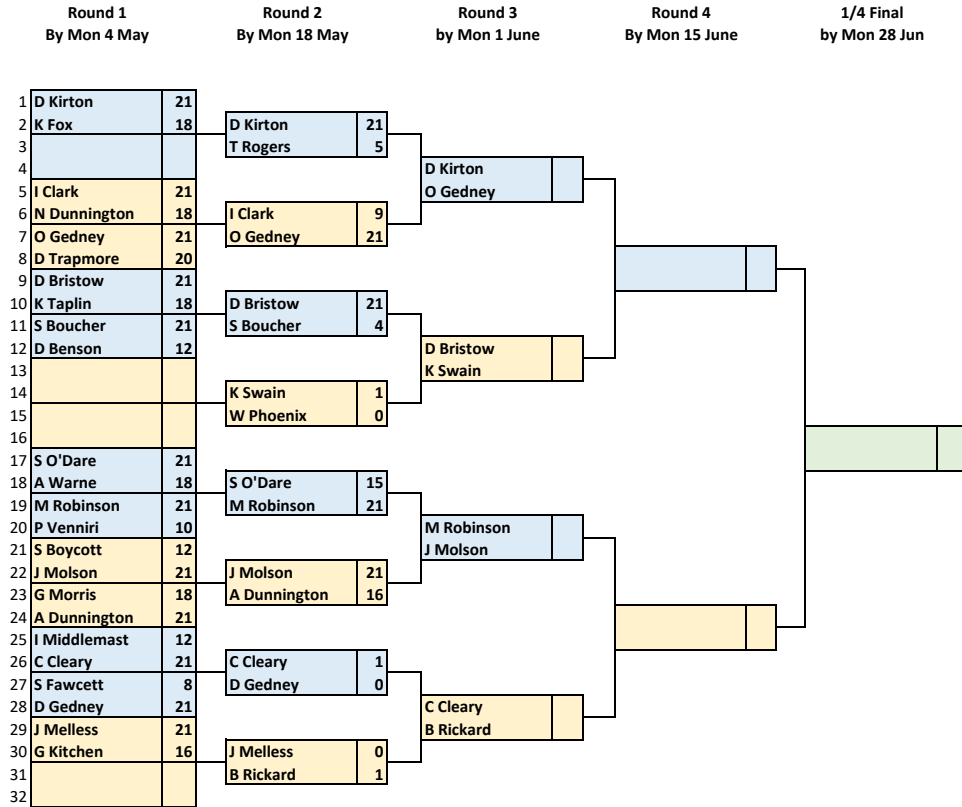 Round 1
By Mon 4 May
Round 2
By Mon 18 May
Round 3
by Mon 1 June
Round 4
By Mon 15 June
1/4 Final
by Mon 28 Jun
1 D Kirton 21
2 K Fox 18
3
4
5 I Clark 21
6 N Dunnington 18
7 O Gedney 21
8 D Trapmore 20
9 D Bristow 21
10 K Taplin 18
11 S Boucher 21
12 D Benson 12
13
14
15
16
17 S O'Dare 21
18 A Warne 18
19 M Robinson 21
20 P Venniri 10
21 S Boycott 12
22 J Molson 21
23 G Morris 18
24 A Dunnington 21
25 I Middlemast 12
26 C Cleary 21
27 S Fawcett 8
28 D Gedney 21
29 J Melless 21
30 G Kitchen 16
31
32
D Kirton 21
T Rogers 5
I Clark 9
O Gedney 21
D Bristow 21
S Boucher 4
K Swain 1
W Phoenix 0
S O'Dare 15
M Robinson 21
J Molson 21
A Dunnington 16
C Cleary 1
D Gedney 0
J Melless 0
B Rickard 1
D Kirton
O Gedney
D Bristow
K Swain
M Robinson
J Molson
C Cleary
B Rickard